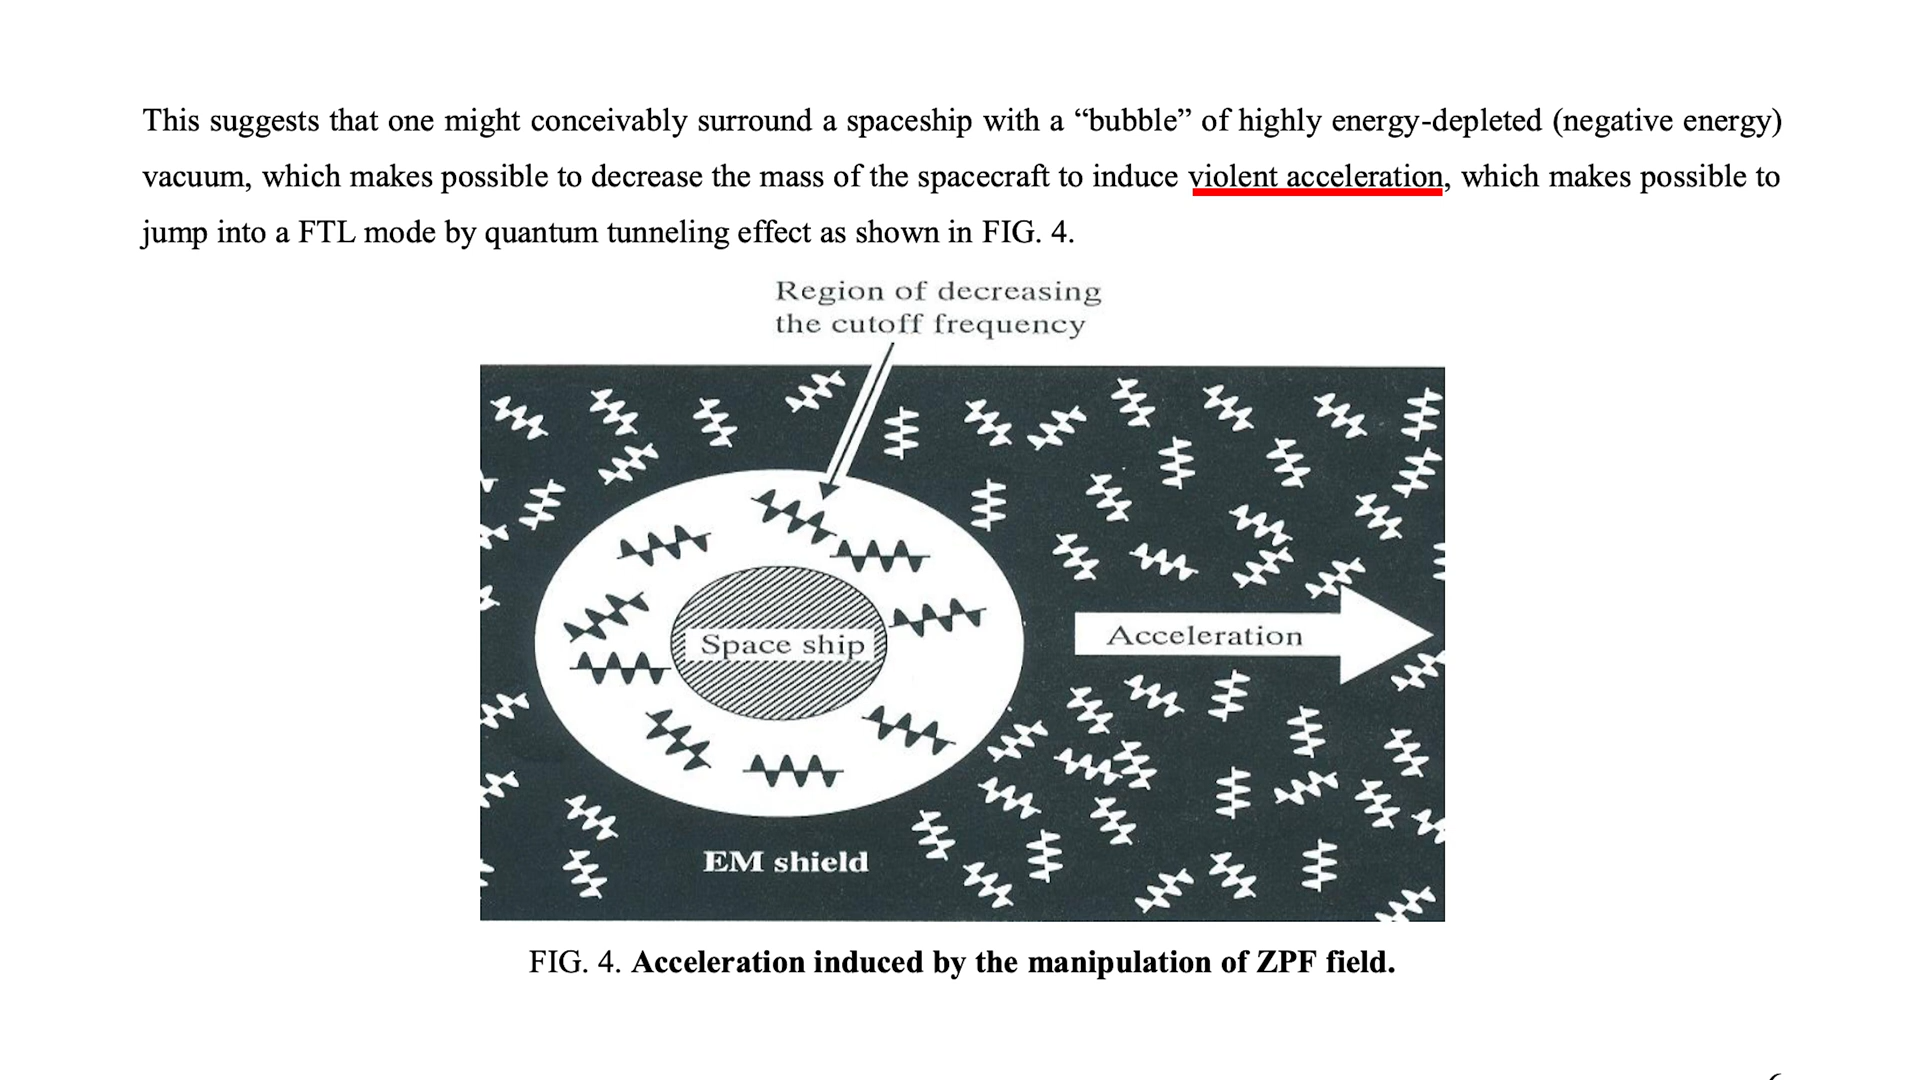 This suggests that one might conceivably surround a spaceship with a “bubble” of highly energy-depleted (negative energy)
vacuum, which makes possible to decrease the mass of the spacecraft to induce violent acceleration, which makes possible to
jump into a FTL mode by quantum tunneling effect as shown in FIG. 4.
Region of decreasing
the cutoff frequency
Space ship
Acceleration
EM shield
FIG. 4. Acceleration induced by the manipulation of ZPF field.